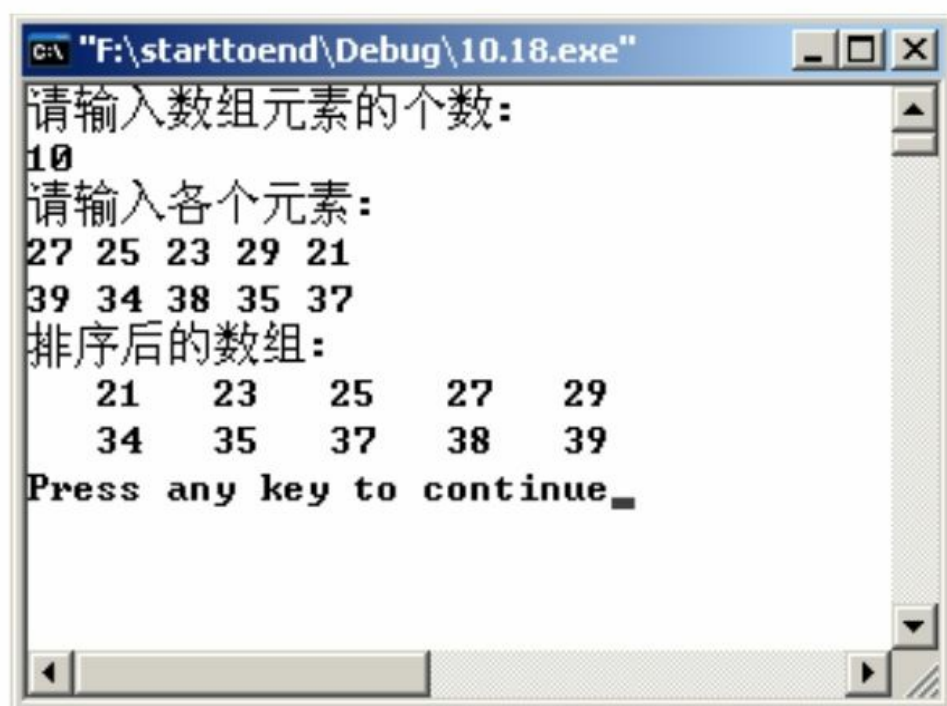 "F:\starttoend\Debug\10.18.exe"
请输入数组元素的个数:
10
请输入各个元素:
27 25 23 29 21
39 34 38 35 37
排序后的数组:
21 23 25 27 29
34 35 37 38 39
Press any key to continue